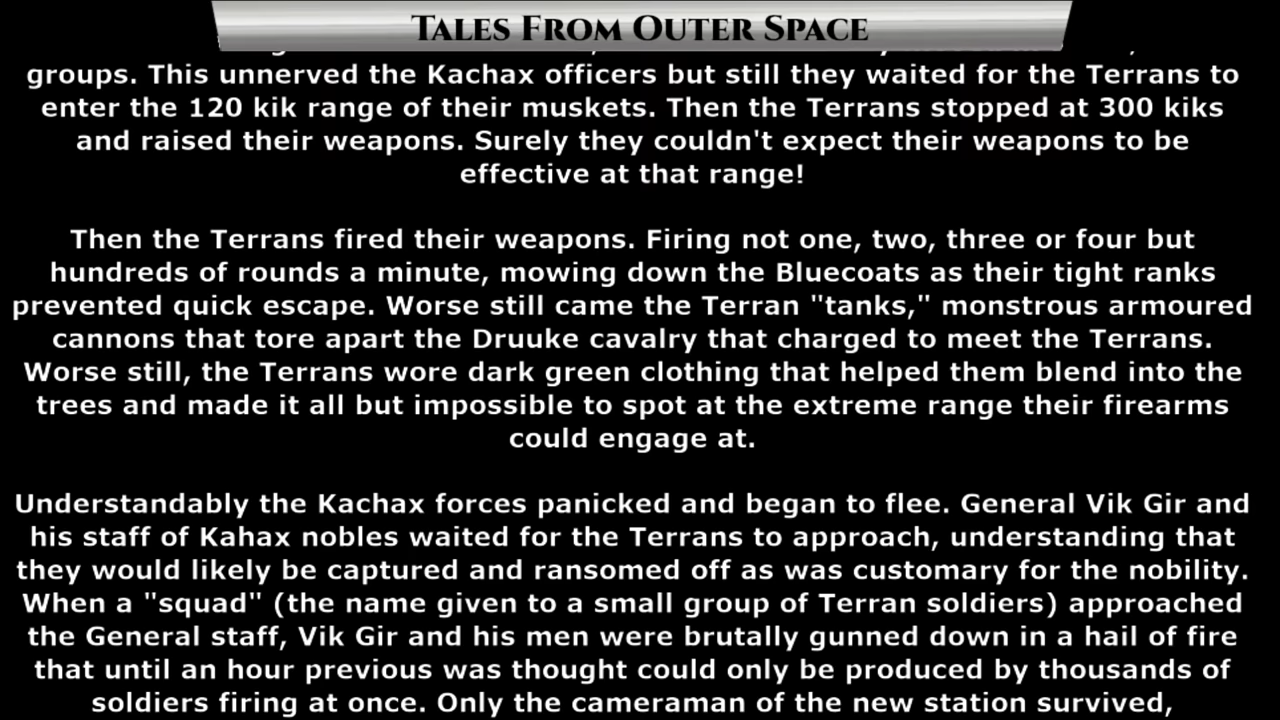 Tales From Outer Space
groups. This unnerved the Kachax officers but still they waited for the Terrans to
enter the 120 kik range of their muskets. Then the Terrans stopped at 300 kiks
and raised their weapons. Surely they couldn't expect their weapons to be
effective at that range!
Then the Terrans fired their weapons. Firing not one, two, three or four but
hundreds of rounds a minute, mowing down the Bluecoats as their tight ranks
prevented quick escape. Worse still came the Terran "tanks," monstrous armoured
cannons that tore apart the Druuke cavalry that charged to meet the Terrans.
Worse still, the Terrans wore dark green clothing that helped them blend into the
trees and made it all but impossible to spot at the extreme range their firearms
could engage at.
Understandably the Kachax forces panicked and began to flee. General Vik Gir and
his staff of Kahax nobles waited for the Terrans to approach, understanding that
they would likely be captured and ransomed off as was customary for the nobility.
When a "squad" (the name given to a small group of Terran soldiers) approached
the General staff, Vik Gir and his men were brutally gunned down in a hail of fire
that until an hour previous was thought could only be produced by thousands of
soldiers firing at once. Only the cameraman of the new station survived,